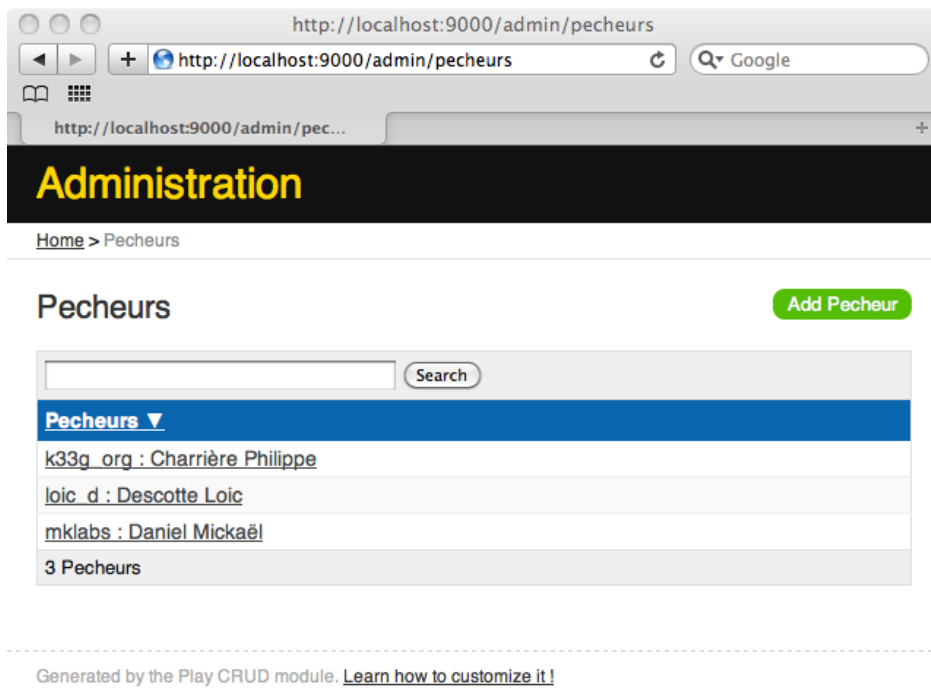 http://localhost:9000/admin/pecheurs
http://localhost:9000/admin/pecheurs Google
http://localhost:9000/admin/pec...
Administration
Home > Pecheurs
Pecheurs Add Pecheur
Search
Pecheurs ▼
k33g_org : Charrière Philippe
loic_d : Descotte Loic
mklabs : Daniel Mickaël
3 Pecheurs
Generated by the Play CRUD module. Learn how to customize it !